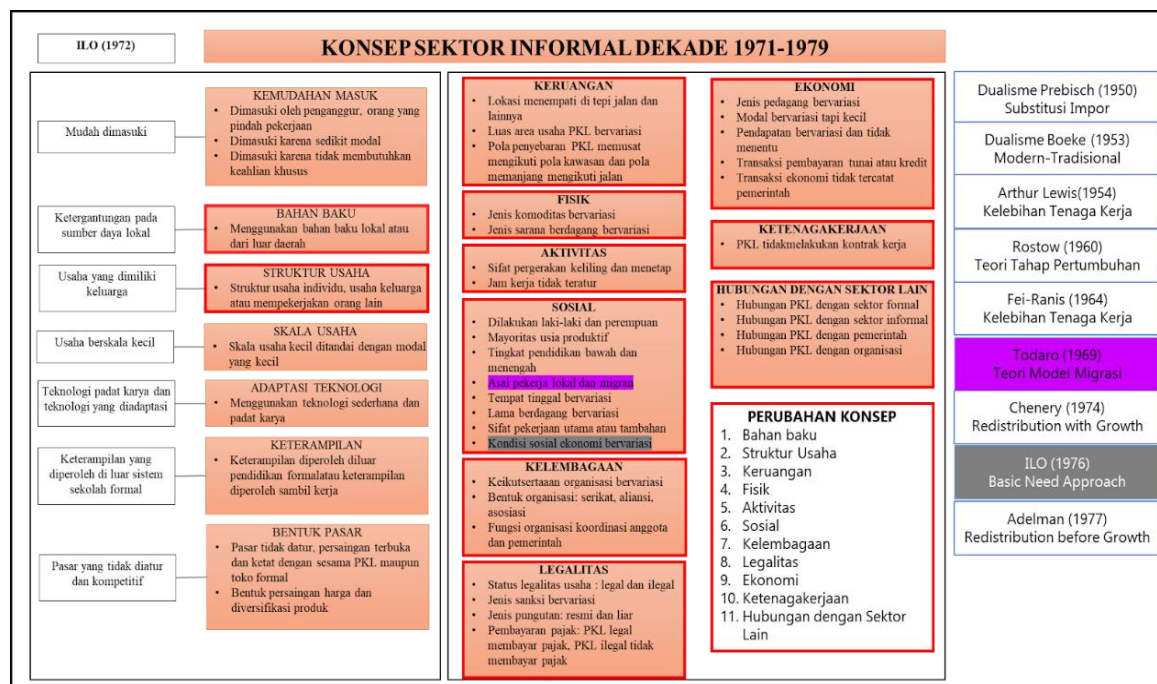 ILO (1972)
KONSEP SEKTOR INFORMAL DEKADE 1971-1979
Mudah dimasuki
KEMUDAHAN MASUK
• Dimasuki oleh penganggur, orang yang
pindah pekerjaan
• Dimasuki karena sedikit modal
• Dimasuki karena tidak membutuhkan
keahlian khusus
Ketergantungan pada
sumber daya lokal
BAHAN BAKU
• Menggunakan bahan baku lokal atau
dari luar daerah
Usaha yang dimiliki
keluarga
STRUKTUR USAHA
• Struktur usaha individu, usaha keluarga
atau mempekerjakan orang lain
Usaha berskala kecil
SKALA USAHA
• Skala usaha kecil ditandai dengan modal
yang kecil
Teknologi padat karya dan
teknologi yang diadaptasi
ADAPTASI TEKNOLOGI
• Menggunakan teknologi sederhana dan
padat karya
Keterampilan yang
diperoleh di luar sistem
sekolah formal
KETERAMPILAN
• Keterampilan diperoleh diluar
pendidikan formalatau keterampilan
diperoleh sambil kerja
Pasar yang tidak diatur
dan kompetitif
BENTUK PASAR
• Pasar tidak datur, persaingan terbuka
dan ketat dengan sesama PKL maupun
toko formal
• Bentuk persaingan harga dan
diversifikasi produk
KERUANGAN
• Lokasi menempati di tepi jalan dan
lainnya
• Luas area usaha PKL bervariasi
• Pola penyebaran PKL memusat
mengikuti pola kawasan dan pola
memanjang mengikuti jalan
FISIK
• Jenis komoditas bervariasi
• Jenis sarana berdagang bervariasi
AKTIVITAS
• Sifat pergerakan keliling dan menetap
• Jam kerja tidak teratur
SOSIAL
• Dilakukan laki-laki dan perempuan
• Mayoritas usia produktif
• Tingkat pendidikan bawah dan
menengah
• Asal pekerja lokal dan migran
• Tempat tinggal bervariasi
• Lama berdagang bervariasi
• Sifat pekerjaan utama atau tambahan
• Kondisi sosial ekonomi bervariasi
KELEMBAGAAN
• Keikutsertaaan organisasi bervariasi
• Bentuk organisasi: serikat, aliansi,
asosiasi
• Fungsi organisasi koordinasi anggota
dan pemerintah
LEGALITAS
• Status legalitas usaha : legal dan ilegal
• Jenis sanksi bervariasi
• Jenis pungutan: resmi dan liar
• Pembayaran pajak: PKL legal
membayar pajak, PKL ilegal tidak
membayar pajak
EKONOMI
• Jenis pedagang bervariasi
• Modal bervariasi tapi kecil
• Pendapatan bervariasi dan tidak
menentu
• Transaksi pembayaran tunai atau kredit
• Transaksi ekonomi tidak tercatat
pemerintah
KETENAGAKERJAAN
• PKL tidakmelakukan kontrak kerja
HUBUNGAN DENGAN SEKTOR LAIN
• Hubungan PKL dengan sektor formal
• Hubungan PKL dengan sektor informal
• Hubungan PKL dengan pemerintah
• Hubungan PKL dengan organisasi
PERUBAHAN KONSEP
1. Bahan baku
2. Struktur Usaha
3. Keruangan
4. Fisik
5. Aktivitas
6. Sosial
7. Kelembagaan
8. Legalitas
9. Ekonomi
10. Ketenagakerjaan
11. Hubungan dengan Sektor
Lain
Dualisme Prebisch (1950)
Substitusi Impor
Dualisme Boeke (1953)
Modern-Tradisional
Arthur Lewis(1954)
Kelebihan Tenaga Kerja
Rostow (1960)
Teori Tahap Pertumbuhan
Fei-Ranis (1964)
Kelebihan Tenaga Kerja
Todaro (1969)
Teori Model Migrasi
Chenery (1974)
Redistribution with Growth
ILO (1976)
Basic Need Approach
Adelman (1977)
Redistribution before Growth